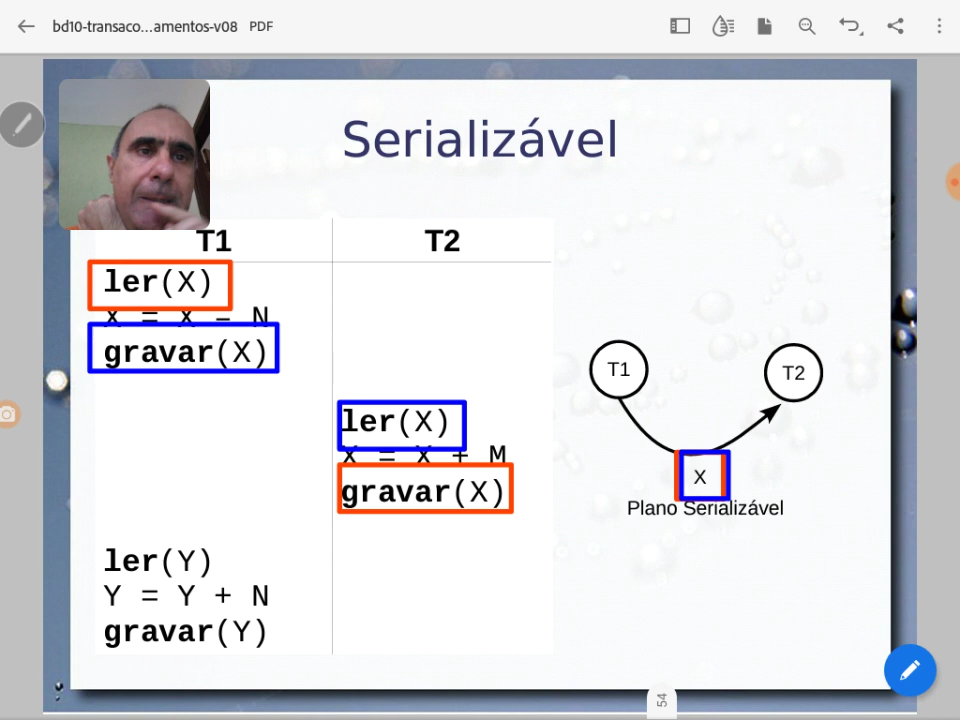 bd10-transaco...amentos-v08 PDF
Serializável
T1 T2
ler(X)
X = X – N
gravar(X)
ler(X)
X = X + M
gravar(X)
ler(Y)
Y = Y + N
gravar(Y)
T1 T2
X
Plano Serializável
54